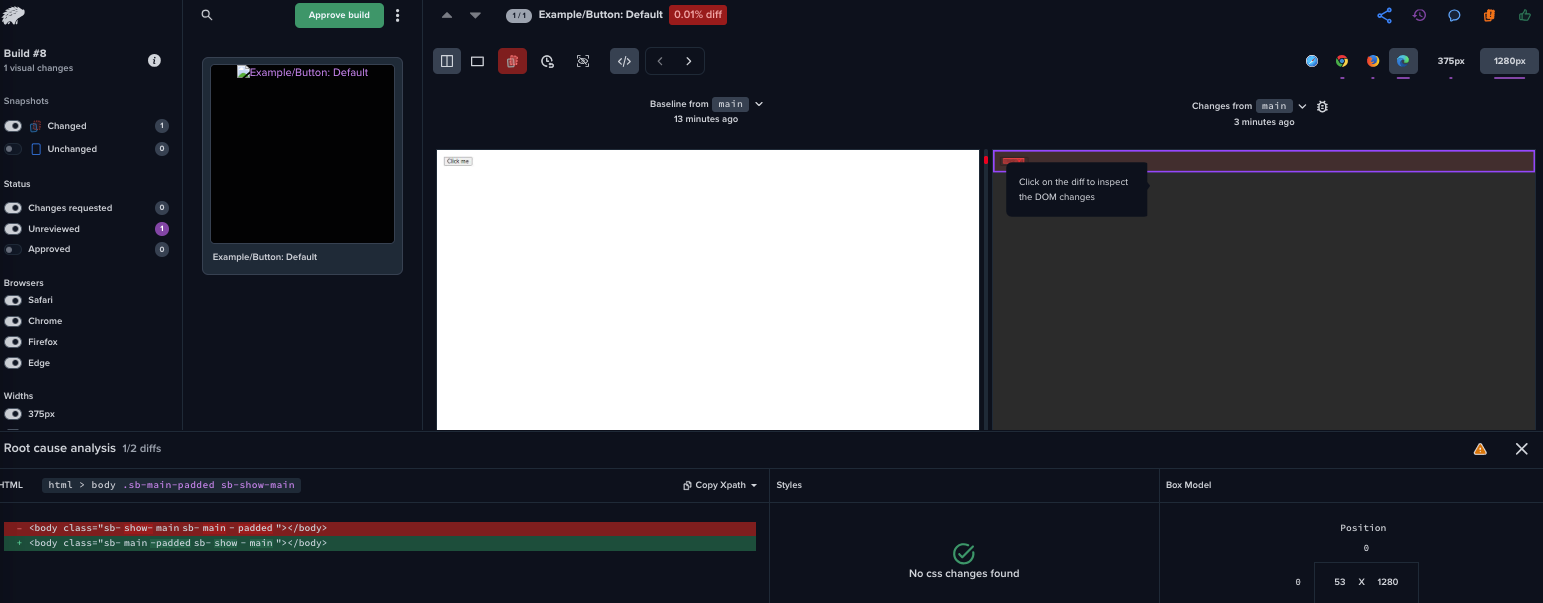 Approve build
1 / 1
Example/Button: Default
0.01% diff
Build #8
1 visual changes
375px
1280px
Example/Button: Default
Snapshots
Changed 1
Unchanged 0
Status
Changes requested 0
Unreviewed 1
Approved 0
Example/Button: Default
Browsers
Safari
Chrome
Firefox
Edge
Widths
375px
Baseline from main
13 minutes ago
Changes from main
3 minutes ago
Click me
Click on the diff to inspect
the DOM changes
Root cause analysis 1/2 diffs
HTML
html > body .sb-main-padded sb-show-main
Copy Xpath
Styles
Box Model
- <body class="sb- show- main sb- main - padded "></body>
+ <body class="sb- main -padded sb- show - main "></body>
No css changes found
Position
0
0 53 X 1280